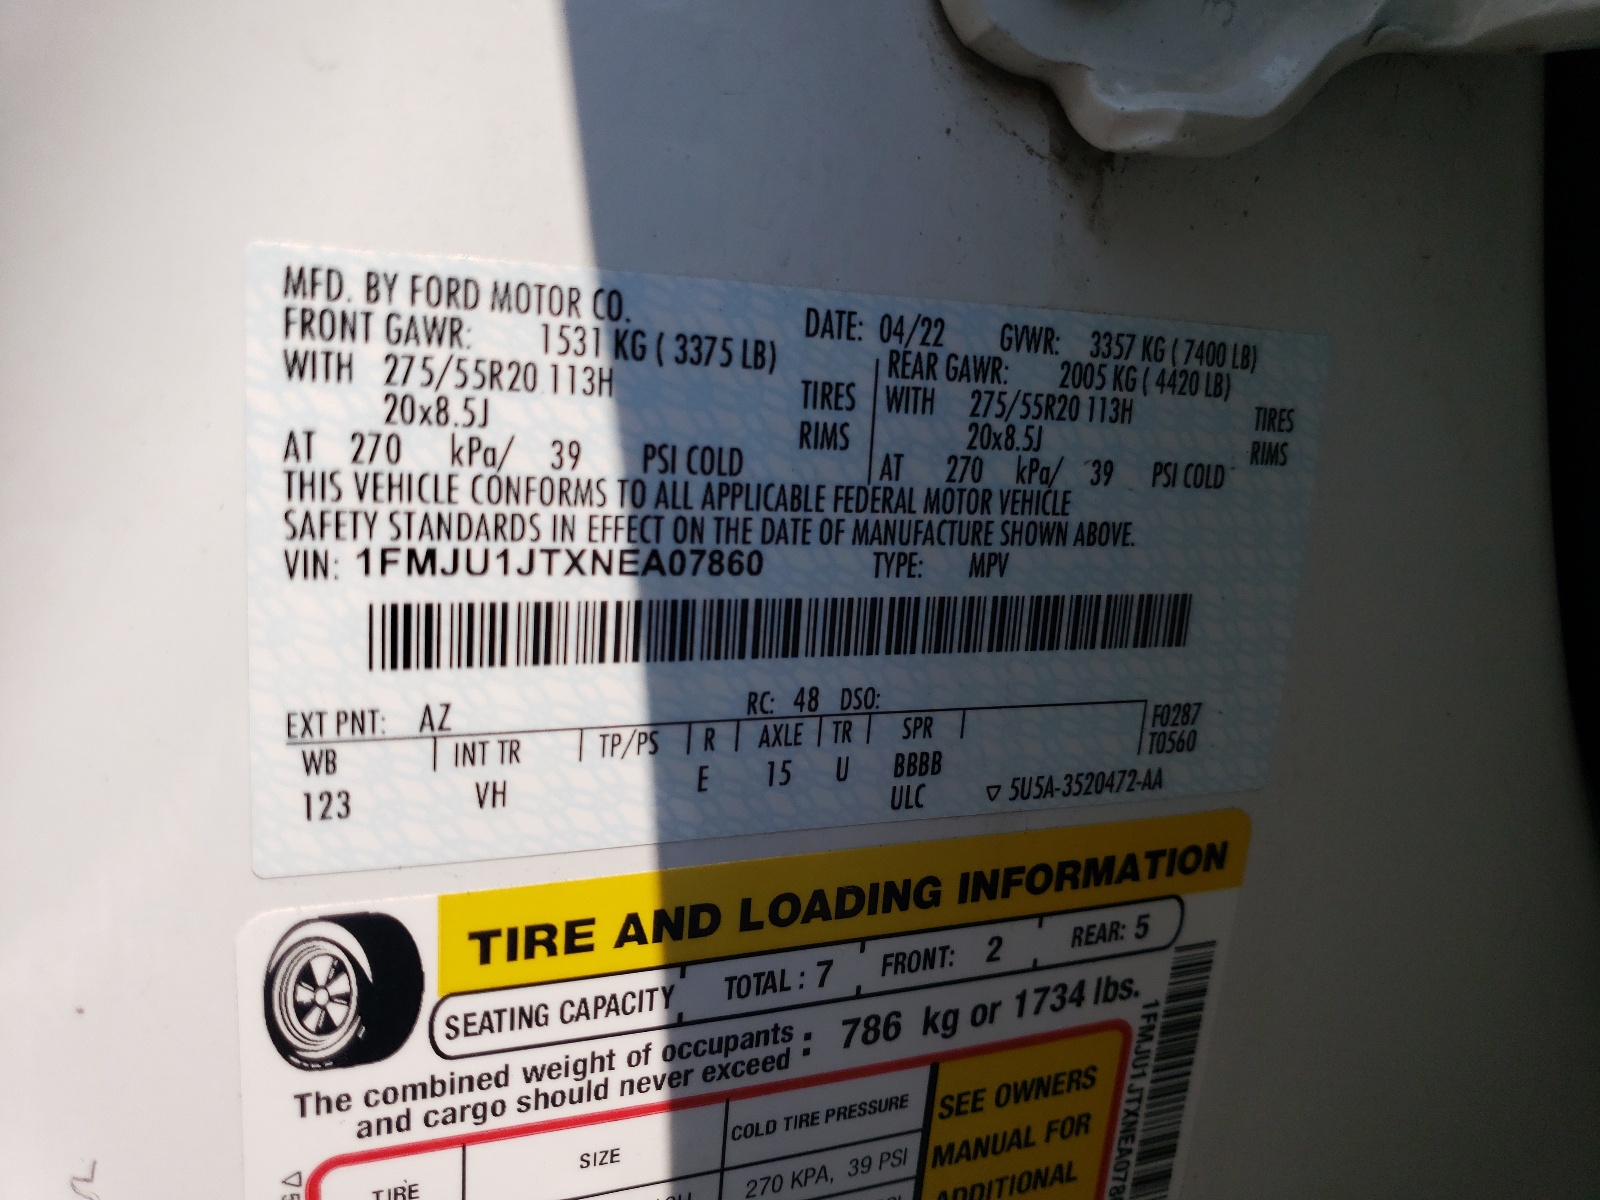 MFD. BY FORD MOTOR CO.
DATE: 04/22 GVWR: 3357 KG ( 7400 LB)
FRONT GAWR: 1531 KG ( 3375 LB) REAR GAWR: 2005 KG ( 4420 LB)
WITH 275/55R20 113H TIRES WITH 275/55R20 113H TIRES
20x8.5J RIMS 20x8.5J RIMS
AT 270 kPa/ 39 PSI COLD AT 270 kPa/ 39 PSI COLD
THIS VEHICLE CONFORMS TO ALL APPLICABLE FEDERAL MOTOR VEHICLE
SAFETY STANDARDS IN EFFECT ON THE DATE OF MANUFACTURE SHOWN ABOVE.
VIN: 1FMJU1JTXNEA07860 TYPE: MPV
EXT PNT: AZ RC: 48 DSO:
WB INT TR TP/PS R AXLE TR SPR F0287
T0560
123 VH E 15 U BBBB
ULC ▽ 5U5A-3520472-AA
TIRE AND LOADING INFORMATION
SEATING CAPACITY TOTAL : 7 FRONT: 2 REAR: 5
The combined weight of occupants and cargo should never exceed : 786 kg or 1734 lbs.
TIRE SIZE COLD TIRE PRESSURE
270 KPA, 39 PSI
SEE OWNERS
MANUAL FOR
ADDITIONAL
1FMJU1JTXNEA078